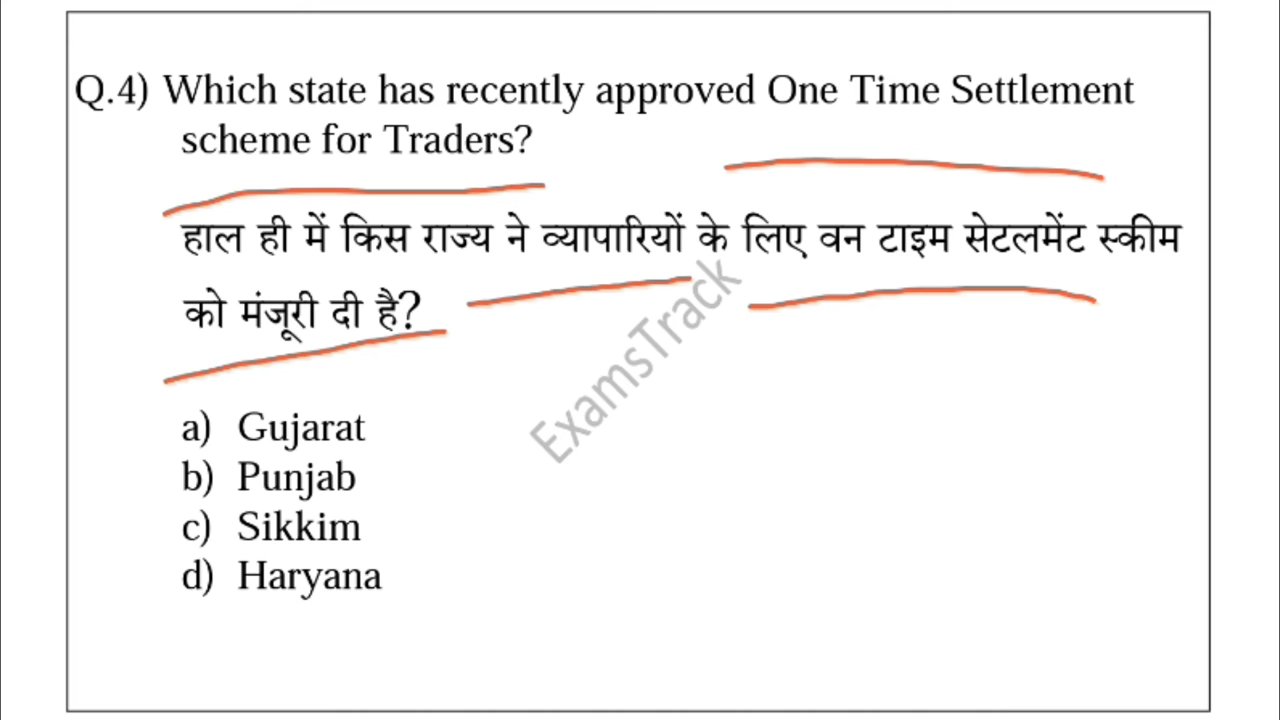 Q.4) Which state has recently approved One Time Settlement
scheme for Traders?
हाल ही में किस राज्य ने व्यापारियों के लिए वन टाइम सेटलमेंट स्कीम
को मंजूरी दी है?
ExamsTrack
a) Gujarat
b) Punjab
c) Sikkim
d) Haryana